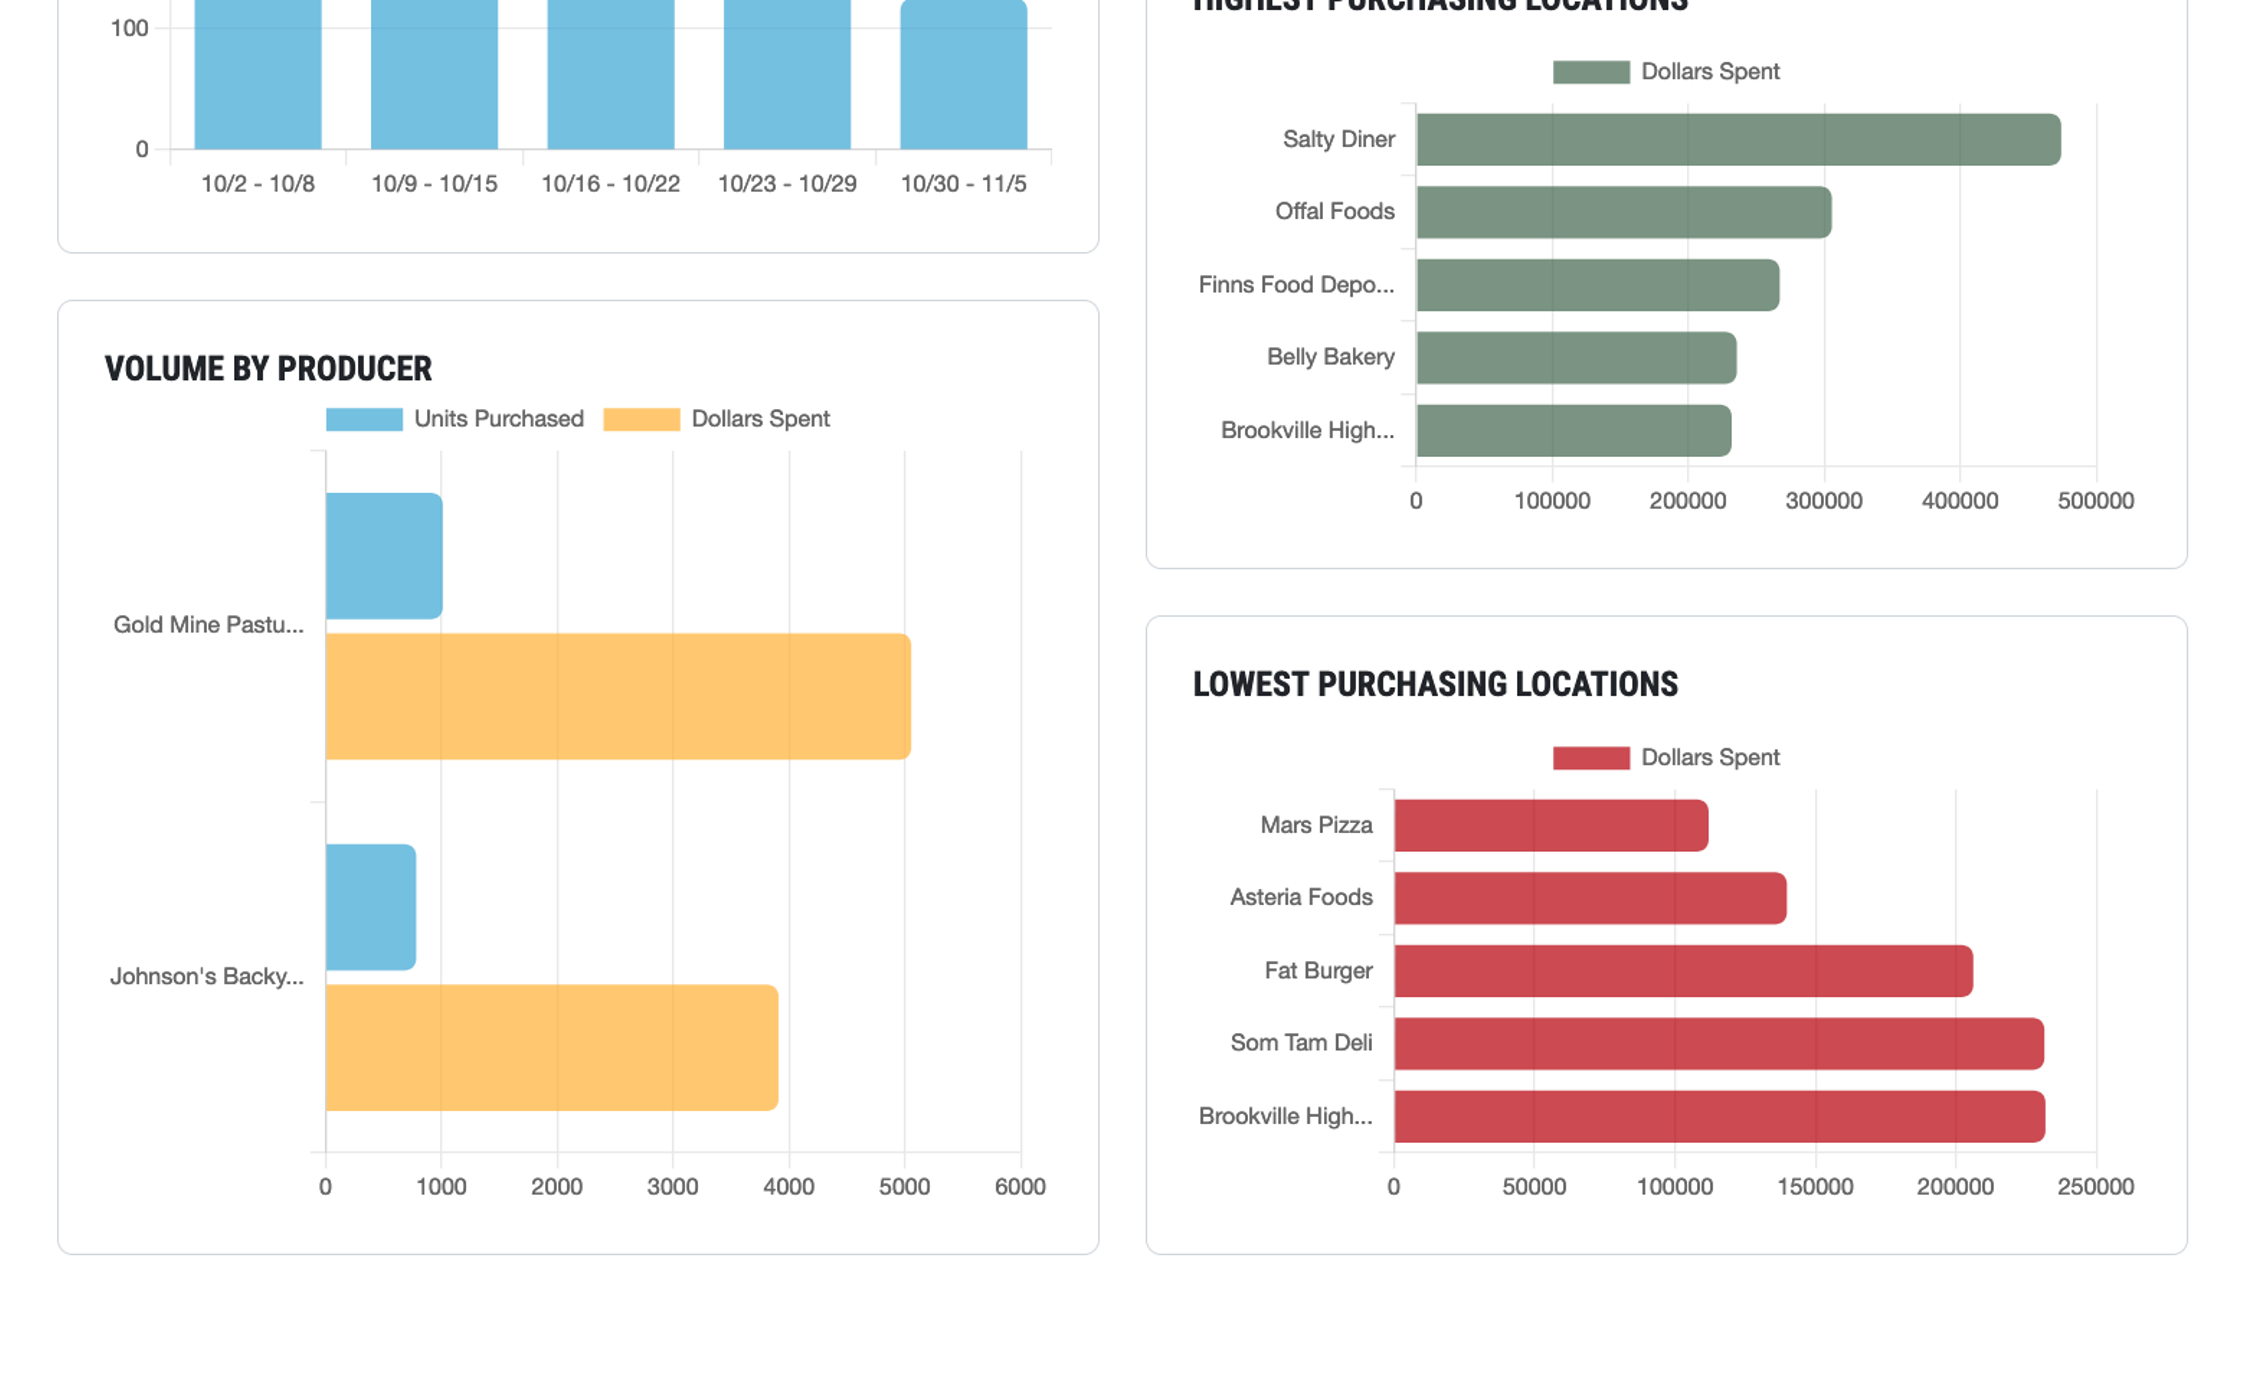 100
0
10/2 - 10/8 10/9 - 10/15 10/16 - 10/22 10/23 - 10/29 10/30 - 11/5
VOLUME BY PRODUCER
Units Purchased Dollars Spent
Gold Mine Pastu...
Johnson's Backy...
0 1000 2000 3000 4000 5000 6000
HIGHEST PURCHASING LOCATIONS
Dollars Spent
Salty Diner
Offal Foods
Finns Food Depo...
Belly Bakery
Brookville High...
0 100000 200000 300000 400000 500000
LOWEST PURCHASING LOCATIONS
Dollars Spent
Mars Pizza
Asteria Foods
Fat Burger
Som Tam Deli
Brookville High...
0 50000 100000 150000 200000 250000